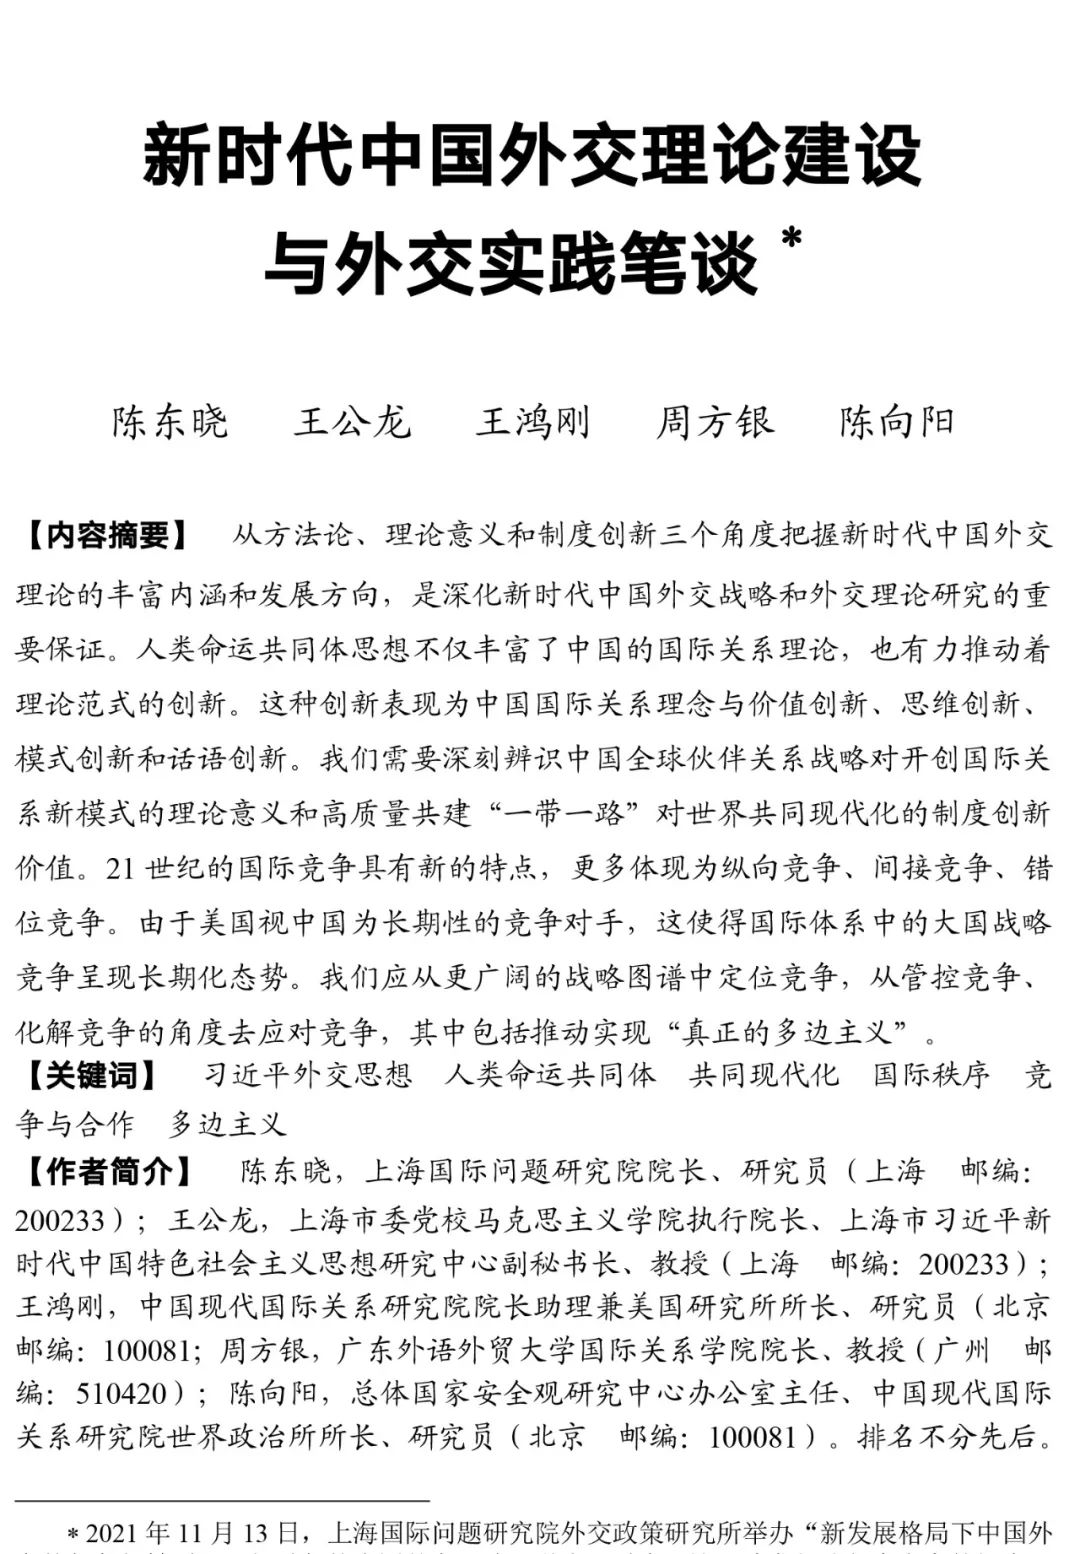 新时代中国外交理论建设
与外交实践笔谈 *
陈东晓 王公龙 王鸿刚 周方银 陈向阳
【内容摘要】 从方法论、理论意义和制度创新三个角度把握新时代中国外交
理论的丰富内涵和发展方向，是深化新时代中国外交战略和外交理论研究的重
要保证。人类命运共同体思想不仅丰富了中国的国际关系理论，也有力推动着
理论范式的创新。这种创新表现为中国国际关系理念与价值创新、思维创新、
模式创新和话语创新。我们需要深刻辨识中国全球伙伴关系战略对开创国际关
系新模式的理论意义和高质量共建“一带一路”对世界共同现代化的制度创新
价值。21 世纪的国际竞争具有新的特点，更多体现为纵向竞争、间接竞争、错
位竞争。由于美国视中国为长期性的竞争对手，这使得国际体系中的大国战略
竞争呈现长期化态势。我们应从更广阔的战略图谱中定位竞争，从管控竞争、
化解竞争的角度去应对竞争，其中包括推动实现“真正的多边主义”。
【关键词】 习近平外交思想 人类命运共同体 共同现代化 国际秩序 竞
争与合作 多边主义
【作者简介】 陈东晓，上海国际问题研究院院长、研究员（上海 邮编：
200233）；王公龙，上海市委党校马克思主义学院执行院长、上海市习近平新
时代中国特色社会主义思想研究中心副秘书长、教授（上海 邮编：200233）；
王鸿刚，中国现代国际关系研究院院长助理兼美国研究所所长、研究员（北京
邮编：100081；周方银，广东外语外贸大学国际关系学院院长、教授（广州 邮
编：510420）；陈向阳，总体国家安全观研究中心办公室主任、中国现代国际
关系研究院世界政治所所长、研究员（北京 邮编：100081）。排名不分先后。
* 2021 年 11 月 13 日，上海国际问题研究院外交政策研究所举办“新发展格局下中国外